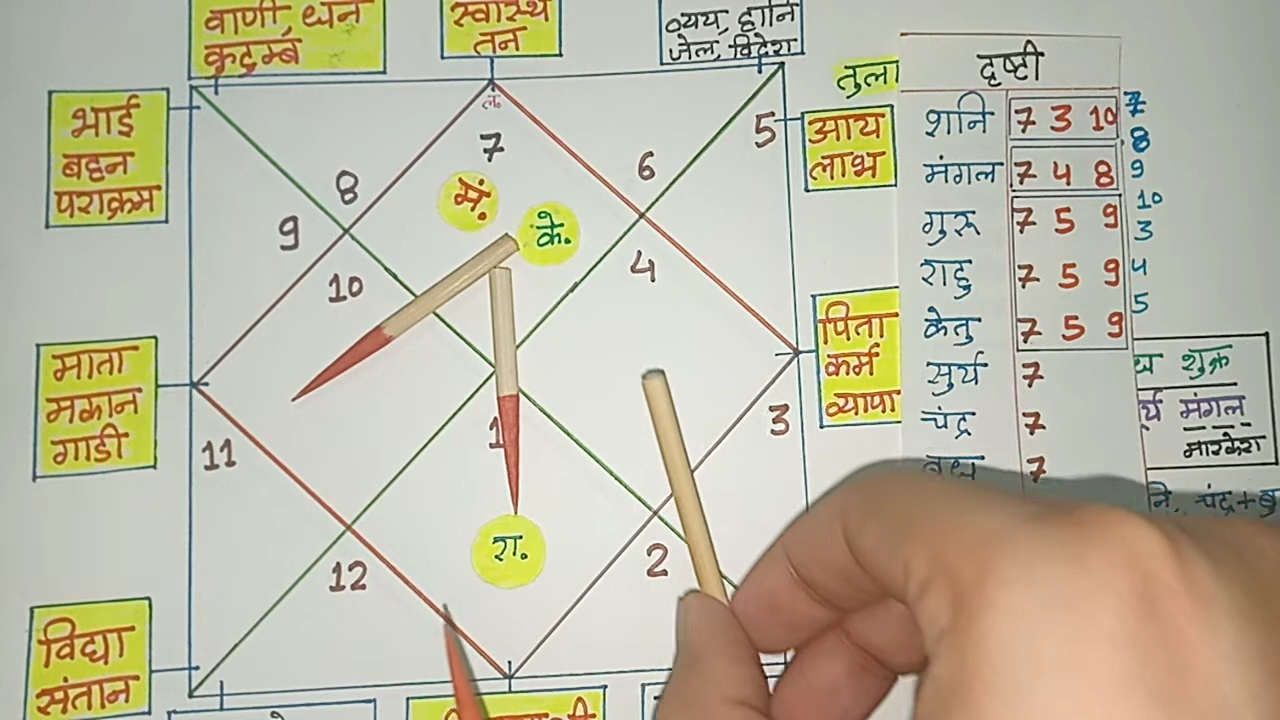 वाणी, धन
कुटुम्ब
स्वास्थ
तन
व्यय, हानि
जेल, विदेश
भाई
बहन
पराक्रम
माता
मकान
गाडी
विद्या
संतान
ल.
7
मं.
के.
8
9
10
11
12
1
रा.
2
3
4
5
6
तुला
आय
लाभ
पिता
कर्म
व्यापा
दृष्टी
शनि 7 3 10
मंगल 7 4 8
गुरू 7 5 9
राहु 7 5 9
केतु 7 5 9
सुर्य 7
चंद्र 7
7
7
8
9
10
3
4
5
शुक्र
मंगल
मारकेश
नि, चंद्र+बु